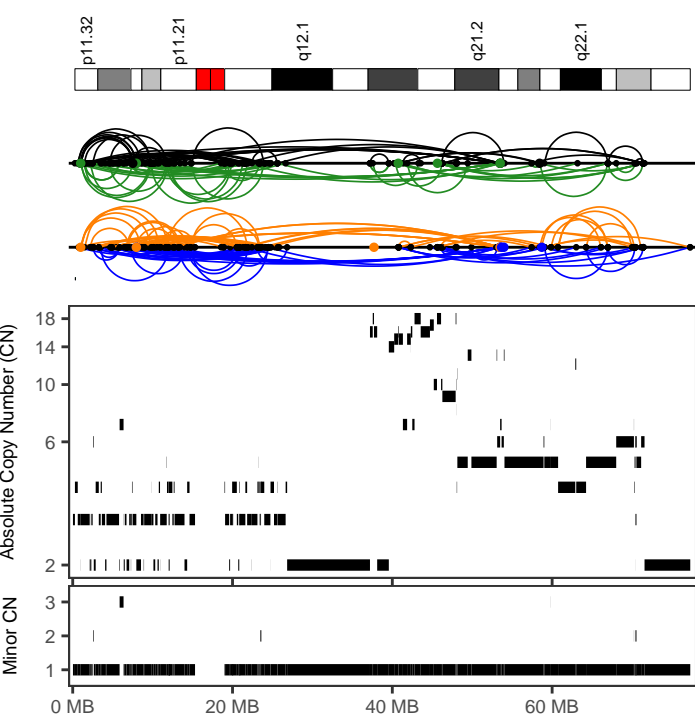 p11.32
p11.21
q12.1
q21.2
q22.1
Absolute Copy Number (CN)
18
14
10
6
2
Minor CN
3
2
1
0 MB
20 MB
40 MB
60 MB